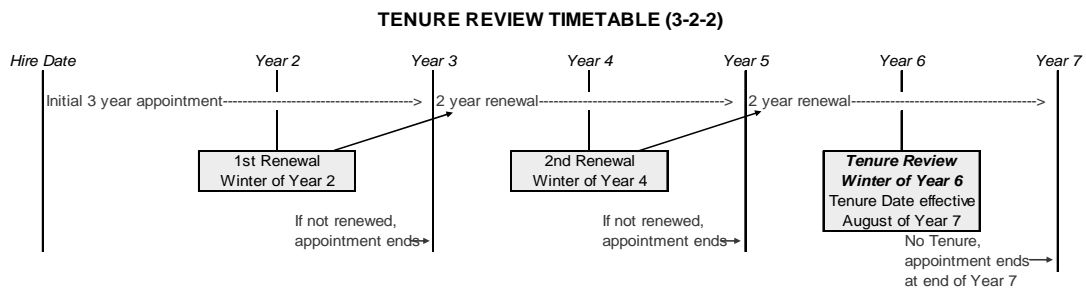 TENURE REVIEW TIMETABLE (3-2-2)
Hire Date Year 2 Year 3 Year 4 Year 5 Year 6 Year 7
Initial 3 year appointment-------------------------------------> 2 year renewal-----------------------------------> 2 year renewal----------------------------------->
1st Renewal
Winter of Year 2
2nd Renewal
Winter of Year 4
Tenure Review
Winter of Year 6
Tenure Date effective
August of Year 7
If not renewed,
appointment ends
If not renewed,
appointment ends
No Tenure,
appointment ends
at end of Year 7